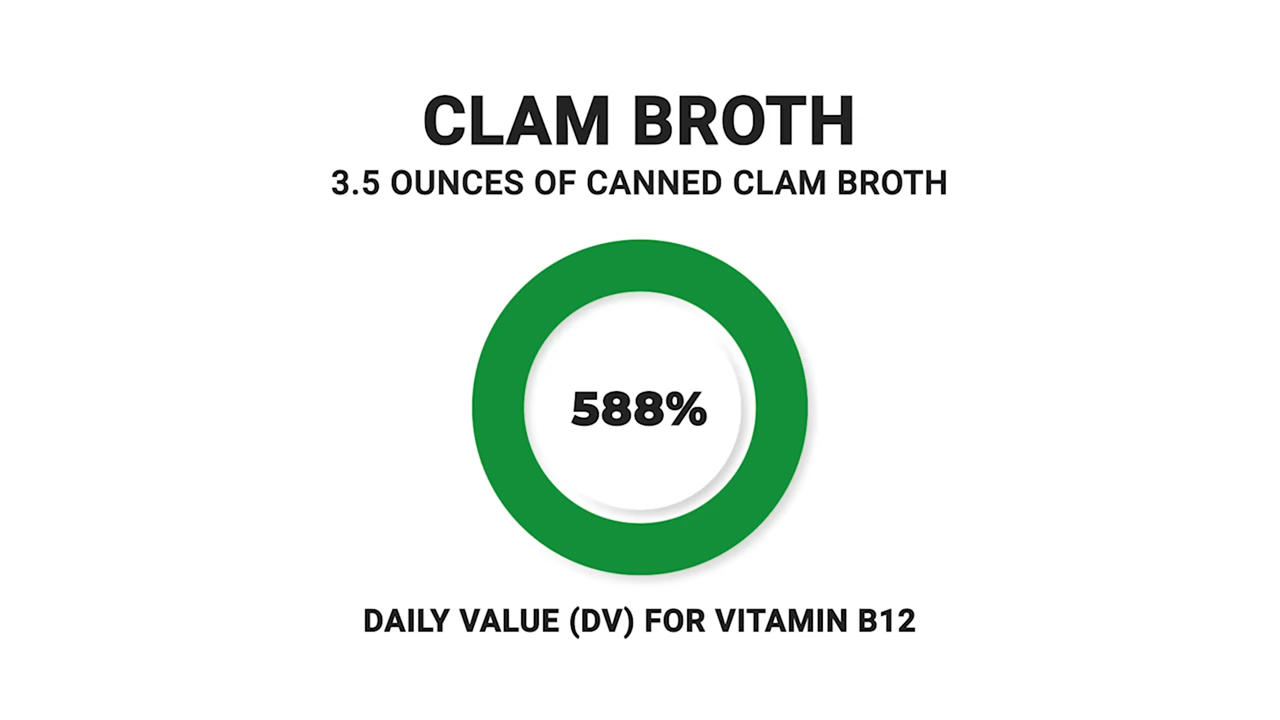 CLAM BROTH
3.5 OUNCES OF CANNED CLAM BROTH
588%
DAILY VALUE (DV) FOR VITAMIN B12